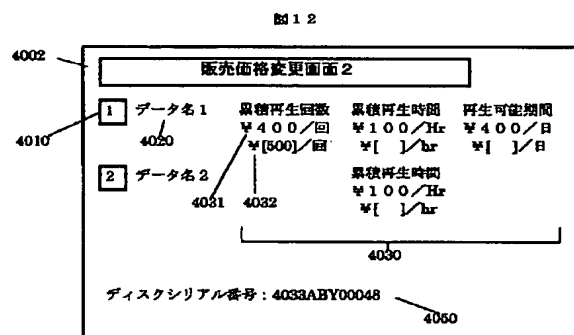 図12
4002
販売価格変更画面2
1 データ名1 累積再生回数 累積再生時間 再生可能期間
4010 4020 ¥400/回 ¥100/Hr ¥400/日
¥[500]/回 ¥[ ]/hr ¥[ ]/日
2 データ名2 累積再生時間
¥100/Hr
4031 4032 ¥[ ]/hr
4030
ディスクシリアル番号:4033ABY00048
4050